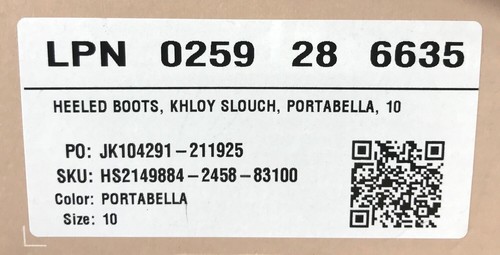 LPN 0259 28 6635
HEELED BOOTS, KHLOY SLOUCH, PORTABELLA, 10
PO: JK104291-211925
SKU: HS2149884-2458-83100
Color: PORTABELLA
Size: 10